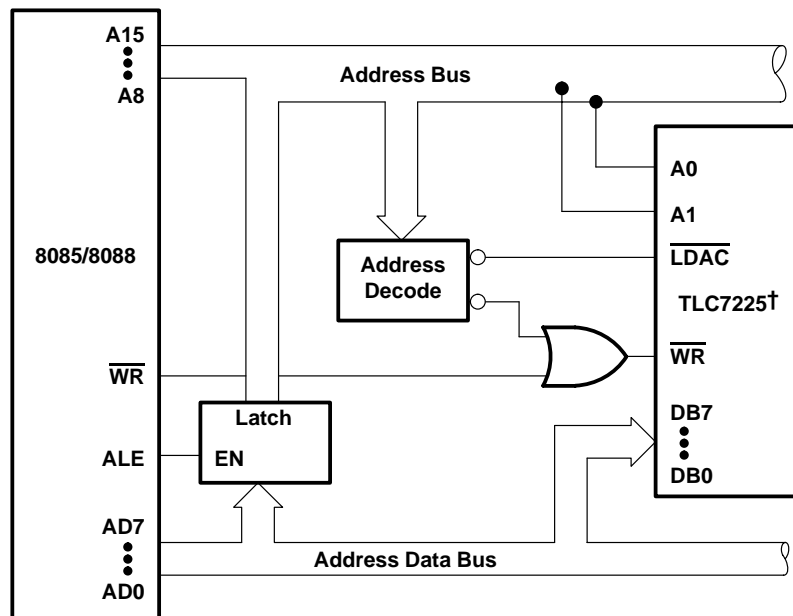 A15
Address Bus
A8
A0
A1
8085/8088
Address
Decode
LDAC
TLC7225†
WR
WR
Latch
DB7
ALE
EN
DB0
AD7
Address Data Bus
AD0